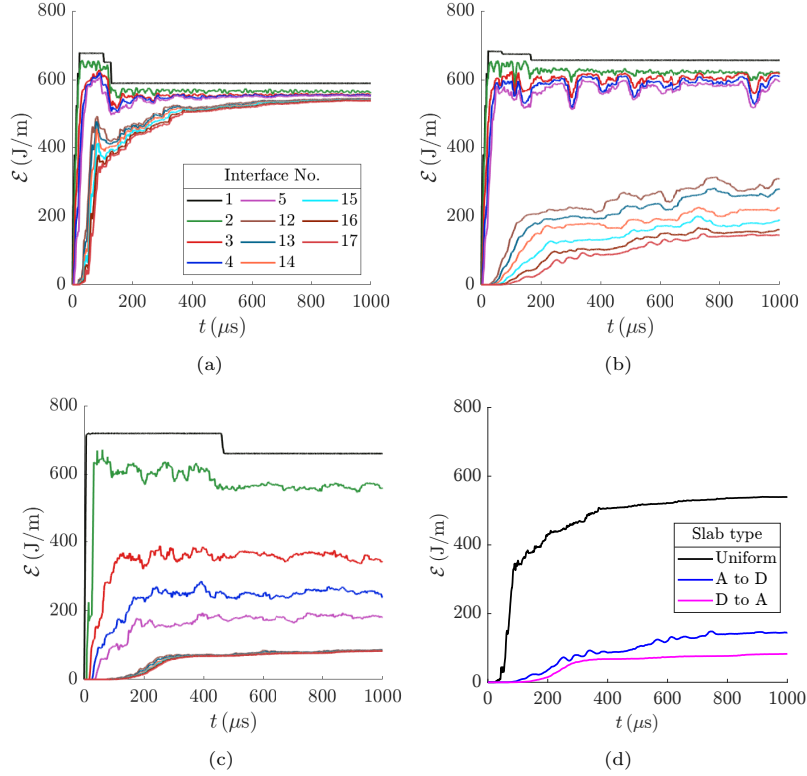 800
600
400
200
0
ℰ (J/m)
Interface No.
1 5 15
2 12 16
3 13 17
4 14
0 200 400 600 800 1000
t (μs)
(a)
800
600
400
200
0
ℰ (J/m)
0 200 400 600 800 1000
t (μs)
(b)
800
600
400
200
0
ℰ (J/m)
0 200 400 600 800 1000
t (μs)
(c)
800
600
400
200
0
ℰ (J/m)
Slab type
Uniform
A to D
D to A
0 200 400 600 800 1000
t (μs)
(d)